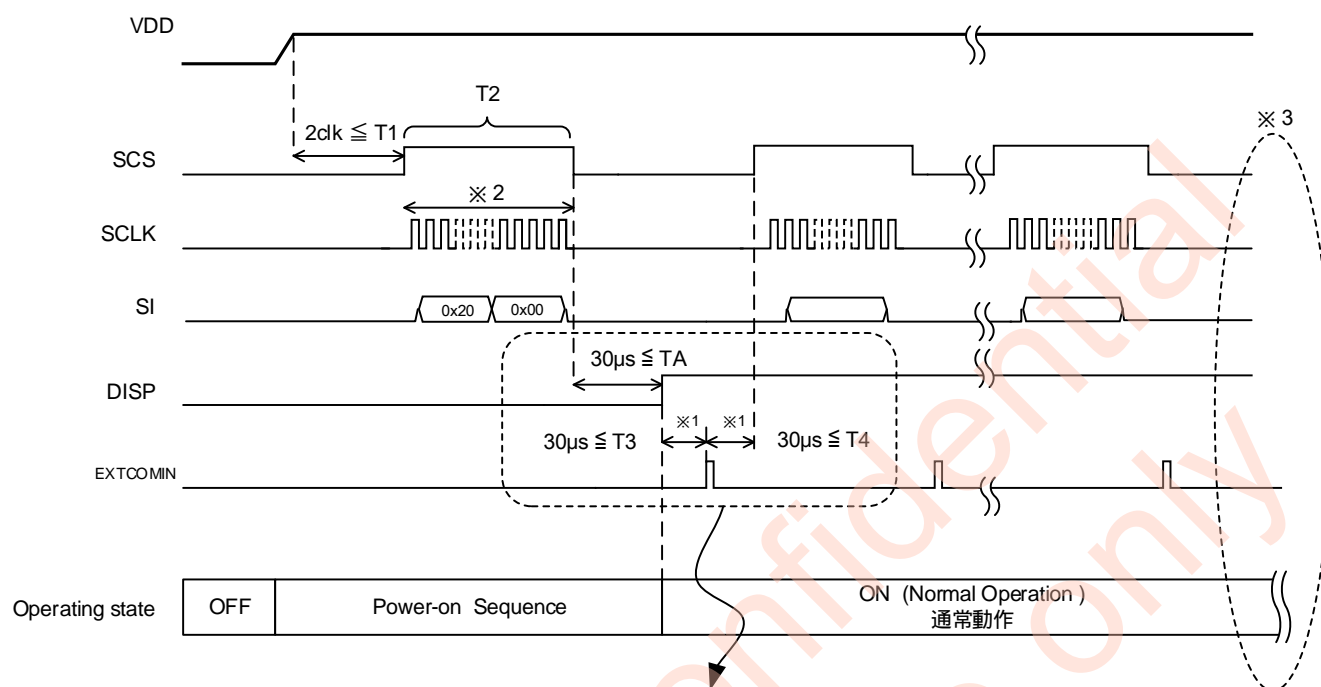 VDD
T2
2clk ≦ T1
※ 3
SCS
※ 2
SCLK
SI
0x20
0x00
30µs ≦ TA
DISP
※1
※1
30µs ≦ T3
30µs ≦ T4
EXTCOMIN
Operating state
OFF
Power-on Sequence
ON (Normal Operation )
通常動作
nfidential
only